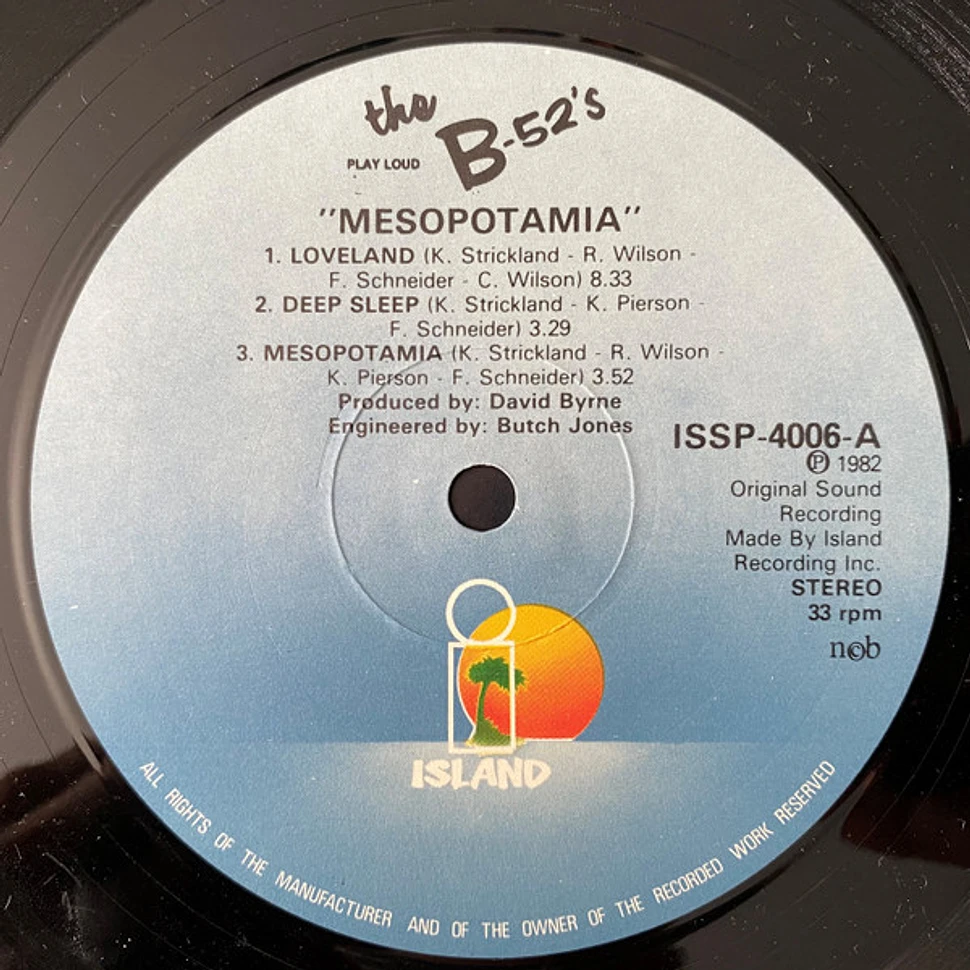 the B-52's
PLAY LOUD
"MESOPOTAMIA"
1. LOVELAND (K. Strickland - R. Wilson -
F. Schneider - C. Wilson) 8.33
2. DEEP SLEEP (K. Strickland - K. Pierson -
F. Schneider) 3.29
3. MESOPOTAMIA (K. Strickland - R. Wilson -
K. Pierson - F. Schneider) 3.52
Produced by: David Byrne
Engineered by: Butch Jones
ISSP-4006-A
℗ 1982
Original Sound
Recording
Made By Island
Recording Inc.
STEREO
33 rpm
n©b
ISLAND
ALL RIGHTS OF THE MANUFACTURER AND OF THE OWNER OF THE RECORDED WORK RESERVED